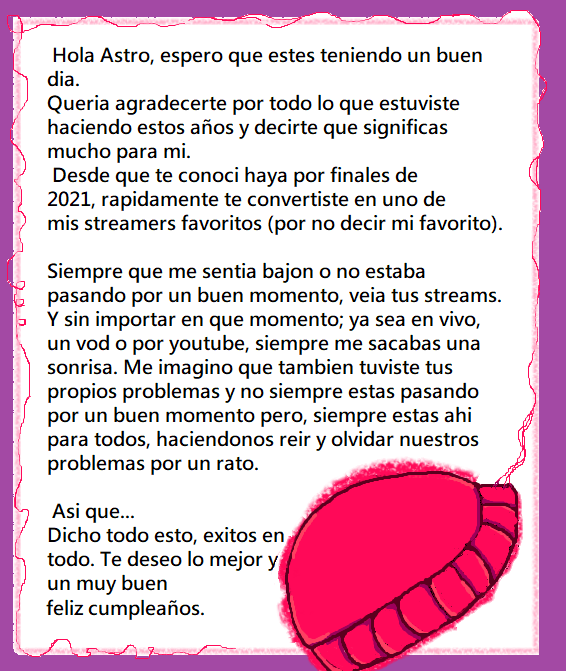 Hola Astro, espero que estes teniendo un buen
dia.
Queria agradecerte por todo lo que estuviste
haciendo estos años y decirte que significas
mucho para mi.
Desde que te conoci haya por finales de
2021, rapidamente te convertiste en uno de
mis streamers favoritos (por no decir mi favorito).
Siempre que me sentia bajon o no estaba
pasando por un buen momento, veia tus streams.
Y sin importar en que momento; ya sea en vivo,
un vod o por youtube, siempre me sacabas una
sonrisa. Me imagino que tambien tuviste tus
propios problemas y no siempre estas pasando
por un buen momento pero, siempre estas ahi
para todos, haciendonos reir y olvidar nuestros
problemas por un rato.
Asi que...
Dicho todo esto, exitos en
todo. Te deseo lo mejor y
un muy buen
feliz cumpleaños.